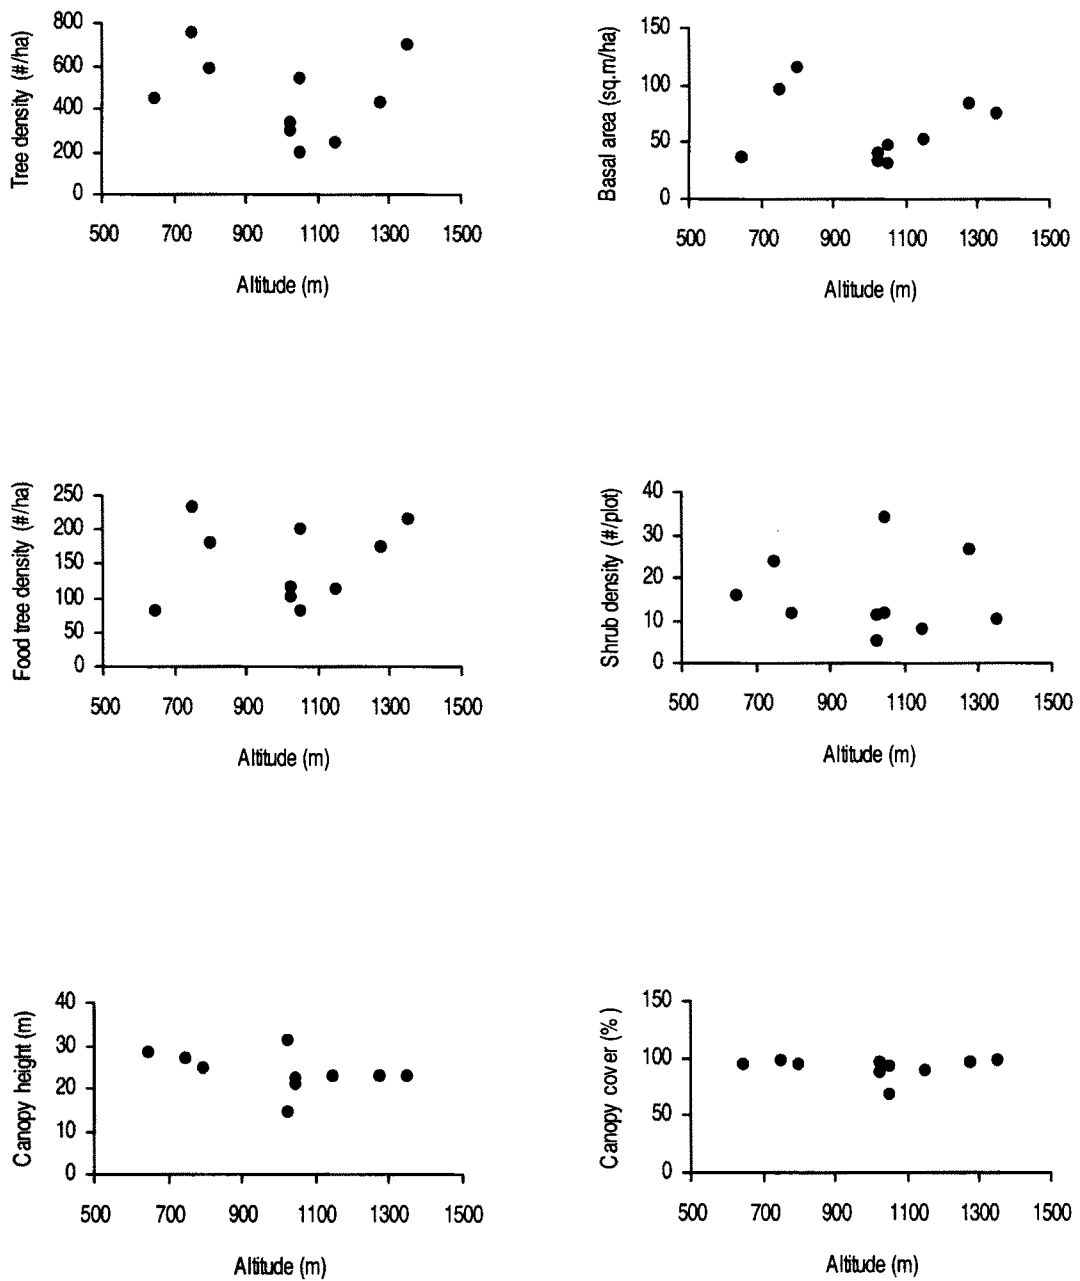 Tree density (#/ha)
800
600
400
200
0
500 700 900 1100 1300 1500
Altitude (m)
Basal area (sq.m/ha)
150
100
50
0
500 700 900 1100 1300 1500
Altitude (m)
Food tree density (#/ha)
250
200
150
100
50
0
500 700 900 1100 1300 1500
Altitude (m)
Shrub density (#/plot)
40
30
20
10
0
500 700 900 1100 1300 1500
Altitude (m)
Canopy height (m)
40
30
20
10
0
500 700 900 1100 1300 1500
Altitude (m)
Canopy cover (%)
150
100
50
0
500 700 900 1100 1300 1500
Altitude (m)